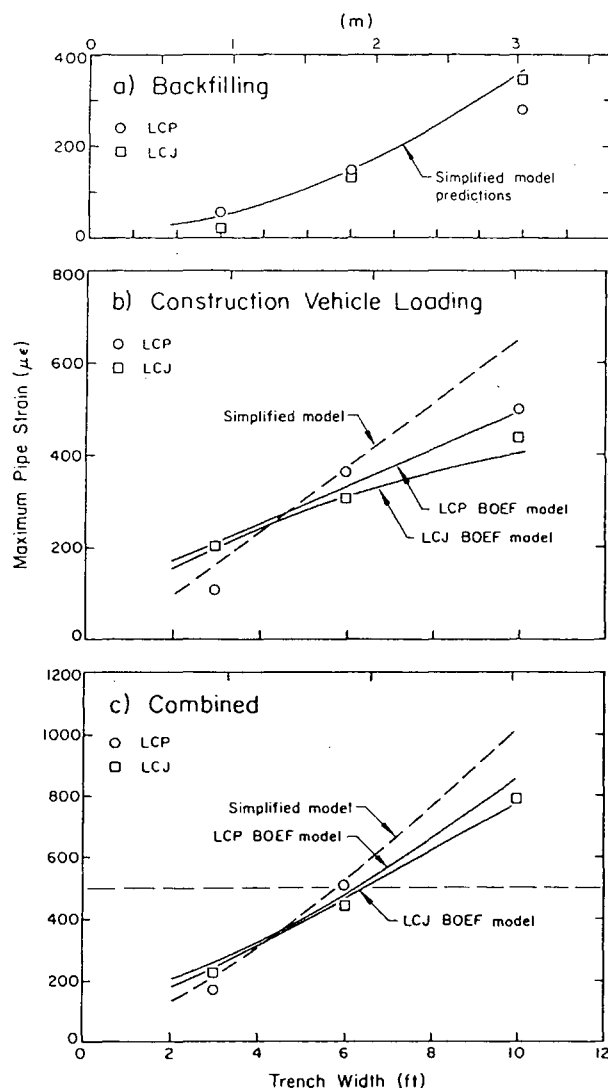 (m)
0 1 2 3
a) Backfilling
LCP
LCJ
Simplified model
predictions
400
200
0
b) Construction Vehicle Loading
LCP
LCJ
Simplified model
LCP BOEF model
LCJ BOEF model
800
600
400
200
0
Maximum Pipe Strain (με)
c) Combined
LCP
LCJ
Simplified model
LCP BOEF model
LCJ BOEF model
1200
1000
800
600
400
200
0
0 2 4 6 8 10 12
Trench Width (ft)